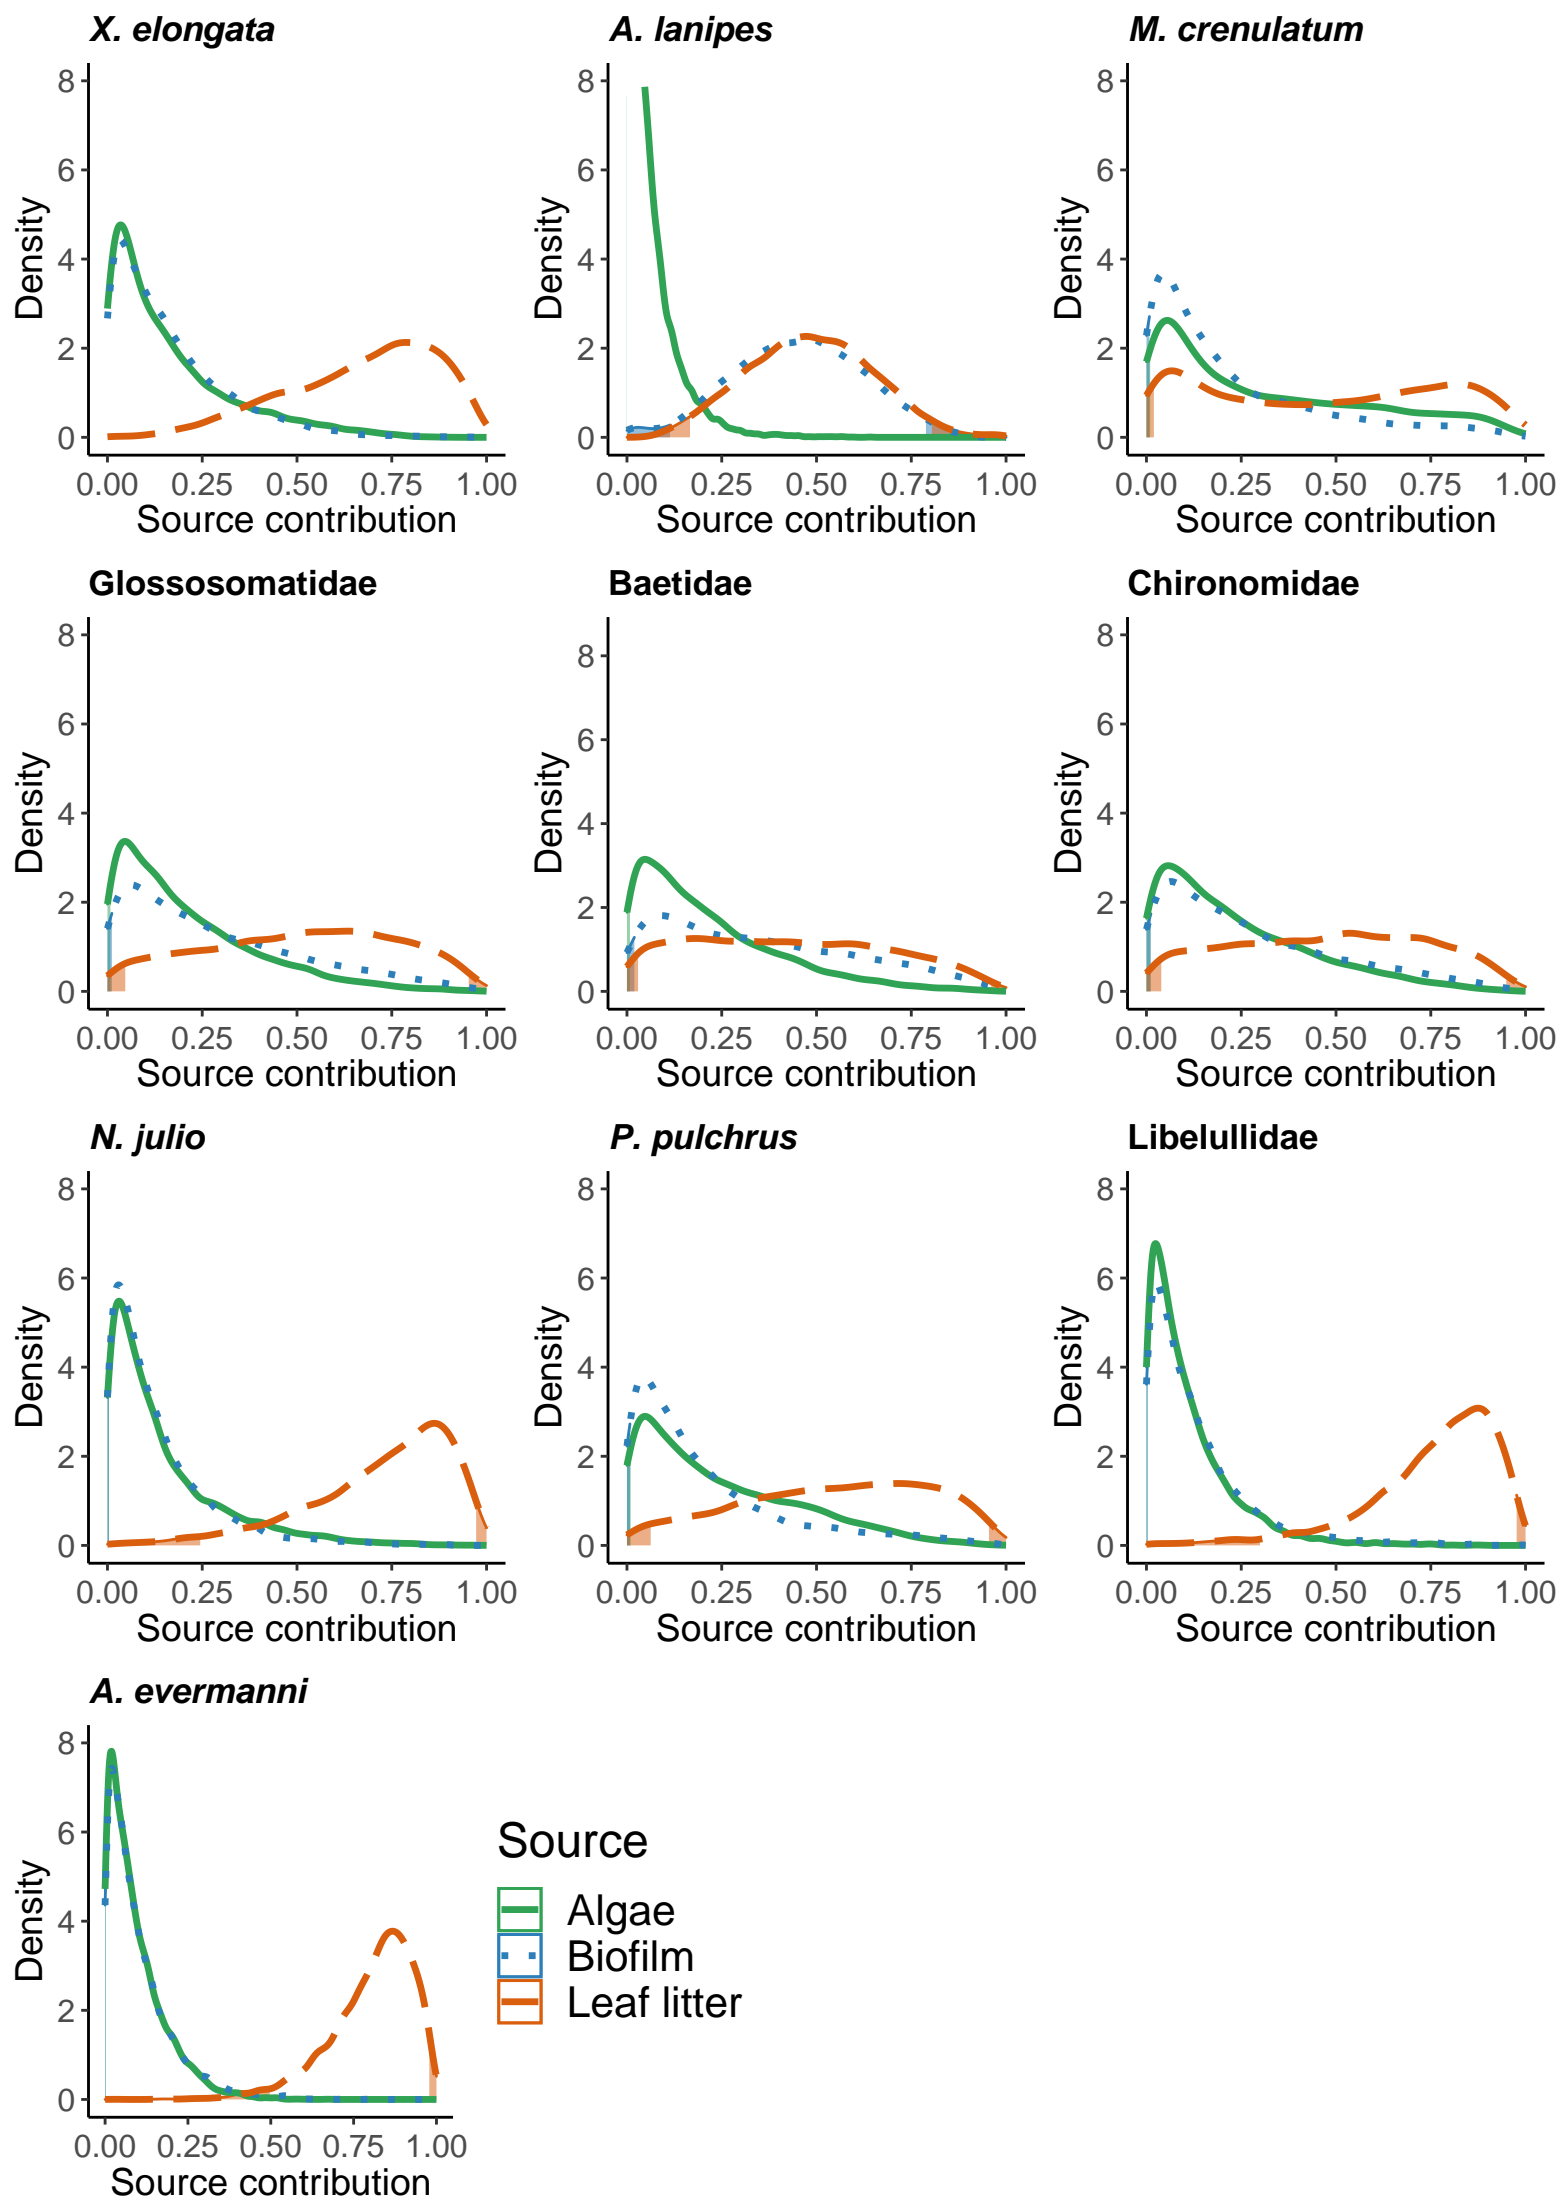 X. elongata
A. lanipes
M. crenulatum
8
6
4
2
0
Density
0.00 0.25 0.50 0.75 1.00
Source contribution
8
6
4
2
0
Density
0.00 0.25 0.50 0.75 1.00
Source contribution
8
6
4
2
0
Density
0.00 0.25 0.50 0.75 1.00
Source contribution
Glossosomatidae
Baetidae
Chironomidae
8
6
4
2
0
Density
0.00 0.25 0.50 0.75 1.00
Source contribution
8
6
4
2
0
Density
0.00 0.25 0.50 0.75 1.00
Source contribution
8
6
4
2
0
Density
0.00 0.25 0.50 0.75 1.00
Source contribution
N. julio
P. pulchrus
Libelullidae
8
6
4
2
0
Density
0.00 0.25 0.50 0.75 1.00
Source contribution
8
6
4
2
0
Density
0.00 0.25 0.50 0.75 1.00
Source contribution
8
6
4
2
0
Density
0.00 0.25 0.50 0.75 1.00
Source contribution
A. evermanni
8
6
4
2
0
Density
0.00 0.25 0.50 0.75 1.00
Source contribution
Source
Algae
Biofilm
Leaf litter